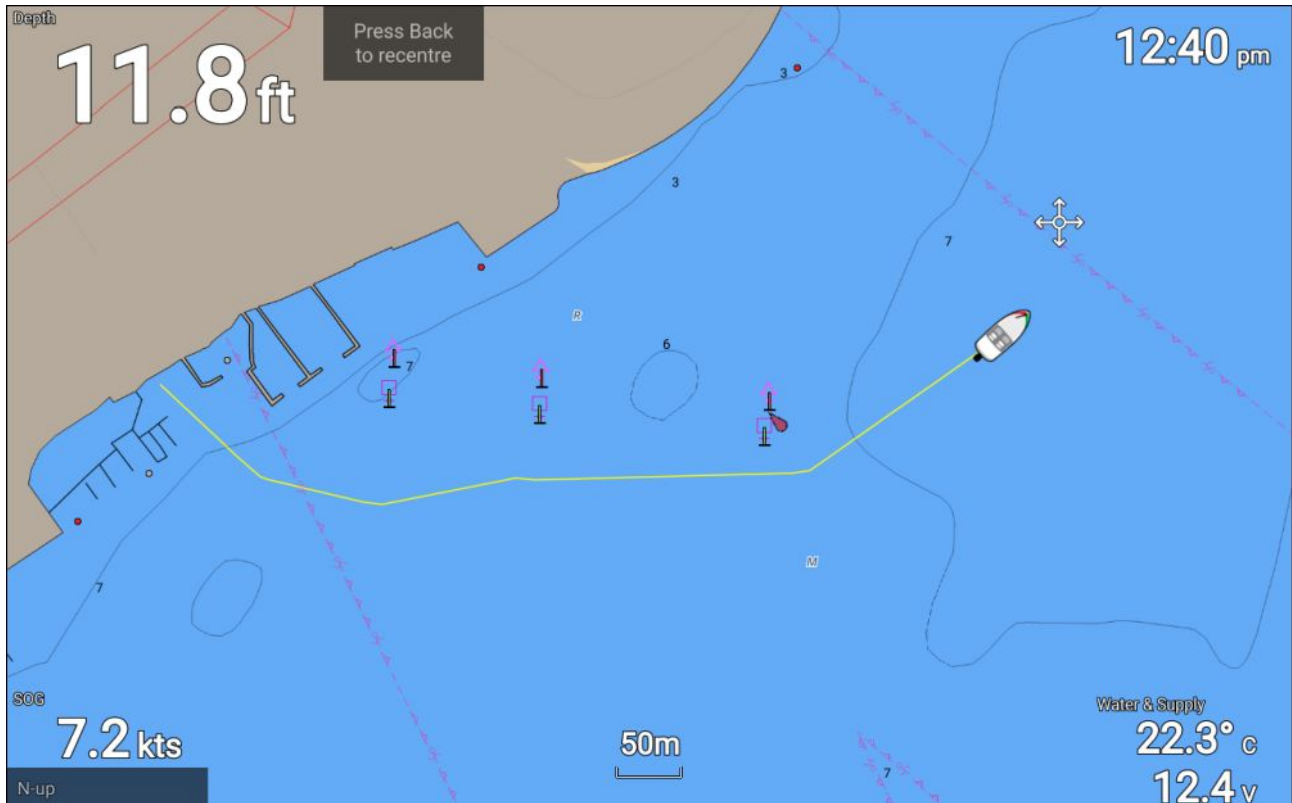 Depth
11.8 ft
Press Back
to recentre
12:40 pm
3
3
7
R
6
7
M
7
SOG
7.2 kts
50m
Water & Supply
22.3° c
12.4 v
7
N-up